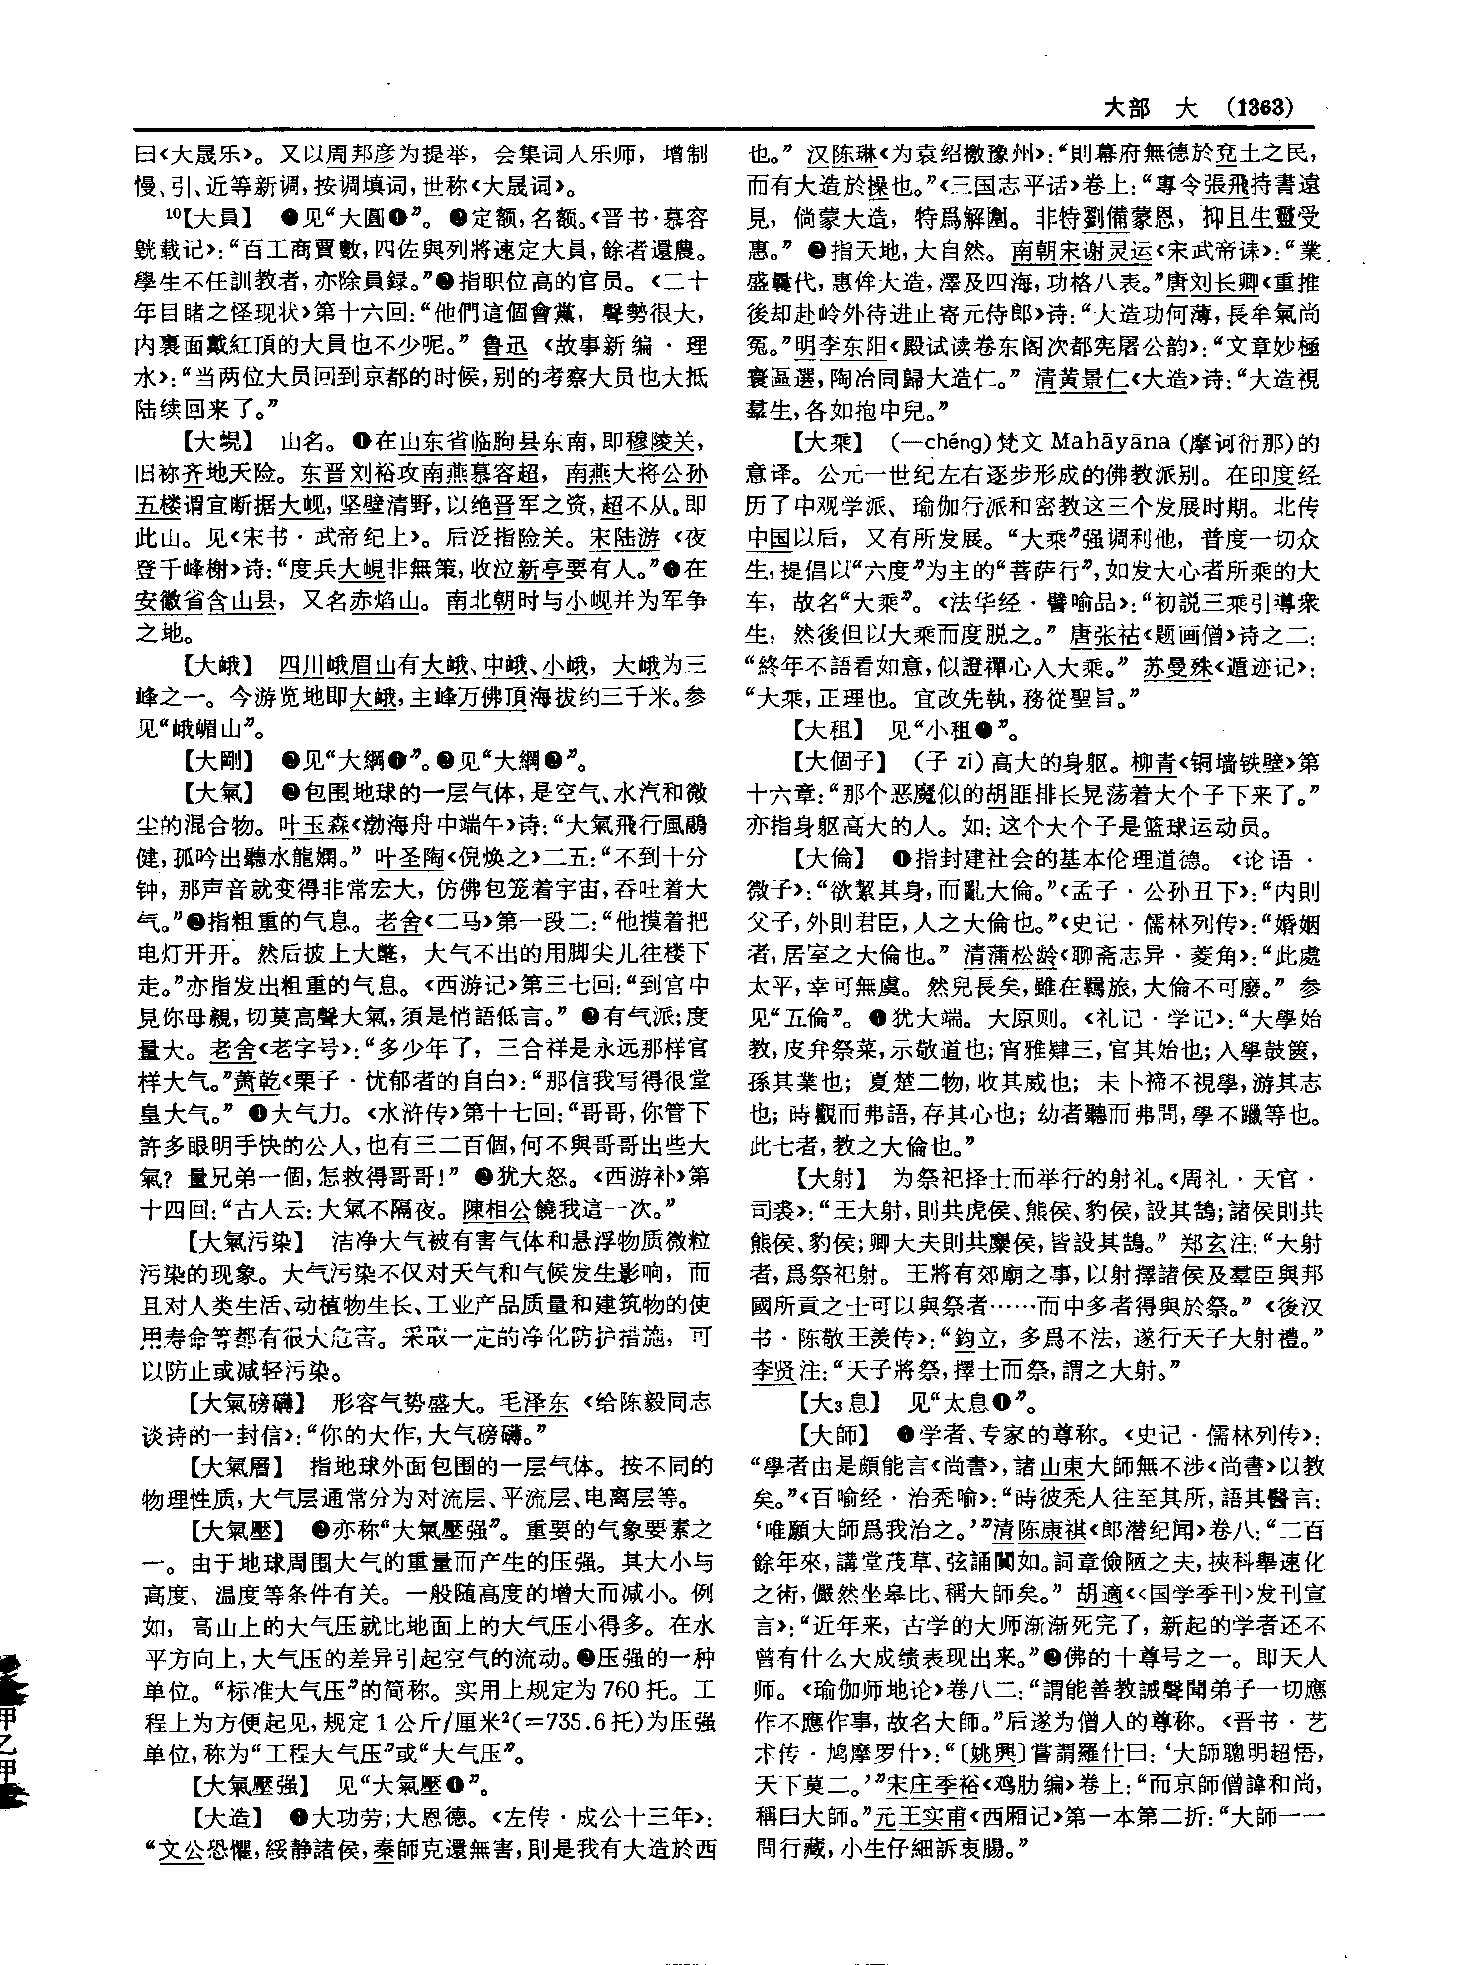 大部 大 (1363)
曰《大晟乐》。又以周邦彦为提举，会集词人乐师，增制
慢、引、近等新调，按调填词，世称《大晟词》。
¹⁰【大員】 ❶见“大圓❶”。❷定额，名额。《晋书·慕容
皝载记》：“百工商賈數，四佐與列將速定大員，餘者還農。
學生不任訓教者，亦除員録。”❸指职位高的官员。《二十
年目睹之怪现状》第十六回：“他們這個會黨，聲勢很大，
内裏面戴紅頂的大員也不少呢。” 鲁迅《故事新编·理
水》：“当两位大员回到京都的时候，别的考察大员也大抵
陆续回来了。”
【大蜆】 山名。❶在山东省临朐县东南，即穆陵关，
旧称齐地天险。东晋刘裕攻南燕慕容超，南燕大将公孙
五楼谓宜断据大岘，坚壁清野，以绝晋军之资，超不从。即
此山。见《宋书·武帝纪上》。后泛指险关。宋陆游《夜
登千峰榭》诗：“度兵大峴非無策，收泣新亭要有人。”❷在
安徽省含山县，又名赤焰山。南北朝时与小岘并为军争
之地。
【大峨】 四川峨眉山有大峨、中峨、小峨，大峨为三
峰之一。今游览地即大峨，主峰万佛頂海拔约三千米。参
见“峨嵋山”。
【大剛】 ❶见“大綱❶”。❷见“大綱❷”。
【大氣】 ❶包围地球的一层气体，是空气、水汽和微
尘的混合物。叶玉森《渤海舟中端午》诗：“大氣飛行風鷸
健，孤吟出聽水龍嫻。” 叶圣陶《倪焕之》二五：“不到十分
钟，那声音就变得非常宏大，仿佛包笼着宇宙，吞吐着大
气。”❷指粗重的气息。老舍《二马》第一段二：“他摸着把
电灯开开。然后披上大氅，大气不出的用脚尖儿往楼下
走。”亦指发出粗重的气息。《西游记》第三七回：“到宫中
見你母親，切莫高聲大氣，須是悄語低言。” ❸有气派；度
量大。老舍《老字号》：“多少年了，三合祥是永远那样官
样大气。”萧乾《栗子·忧郁者的自白》：“那信我写得很堂
皇大气。” ❹大气力。《水浒传》第十七回：“哥哥，你管下
許多眼明手快的公人，也有三二百個，何不與哥哥出些大
氣？量兄弟一個，怎救得哥哥！” ❺犹大怒。《西游补》第
十四回：“古人云：大氣不隔夜。陳相公饒我這一次。”
【大氣污染】 洁净大气被有害气体和悬浮物质微粒
污染的现象。大气污染不仅对天气和气候发生影响，而
且对人类生活、动植物生长、工业产品质量和建筑物的使
用寿命等都有很大危害。采取一定的净化防护措施，可
以防止或减轻污染。
【大氣磅礴】 形容气势盛大。毛泽东《给陈毅同志
谈诗的一封信》：“你的大作，大气磅礴。”
【大氣層】 指地球外面包围的一层气体。按不同的
物理性质，大气层通常分为对流层、平流层、电离层等。
【大氣壓】 ❶亦称“大氣壓强”。重要的气象要素之
一。由于地球周围大气的重量而产生的压强。其大小与
高度、温度等条件有关。一般随高度的增大而减小。例
如，高山上的大气压就比地面上的大气压小得多。在水
平方向上，大气压的差异引起空气的流动。❷压强的一种
单位。“标准大气压”的简称。实用上规定为760托。工
程上为方便起见，规定1公斤/厘米²(=735.6托)为压强
单位，称为“工程大气压”或“大气压”。
【大氣壓强】 见“大氣壓❶”。
【大造】 ❶大功劳；大恩德。《左传·成公十三年》：
“文公恐懼，綏静諸侯，秦師克還無害，則是我有大造於西
也。” 汉陈琳《为袁绍檄豫州》：“則幕府無德於兗土之民，
而有大造於操也。”《三国志平话》卷上：“專令張飛持書遠
見，倘蒙大造，特爲解圍。非特劉備蒙恩，抑且生靈受
惠。” ❷指天地，大自然。南朝宋谢灵运《宋武帝诔》：“業
盛曩代，惠侔大造，澤及四海，功格八表。”唐刘长卿《重推
後却赴岭外待进止寄元侍郎》诗：“大造功何薄，長年氣尚
冤。”明李东阳《殿试读卷东阁次都宪屠公韵》：“文章妙極
寰區選，陶冶同歸大造仁。” 清黄景仁《大造》诗：“大造視
羣生，各如抱中兒。”
【大乘】 （—chéng）梵文 Mahāyāna（摩诃衍那）的
意译。公元一世纪左右逐步形成的佛教派别。在印度经
历了中观学派、瑜伽行派和密教这三个发展时期。北传
中国以后，又有所发展。“大乘”强调利他，普度一切众
生，提倡以“六度”为主的“菩萨行”，如发大心者所乘的大
车，故名“大乘”。《法华经·譬喻品》：“初説三乘引導衆
生，然後但以大乘而度脱之。” 唐张祜《题画僧》诗之二：
“終年不語看如意，似證禪心入大乘。” 苏曼殊《遁迹记》：
“大乘，正理也。宜改先執，務從聖旨。”
【大租】 见“小租❶”。
【大個子】 （子 zi）高大的身躯。柳青《铜墙铁壁》第
十六章：“那个恶魔似的胡匪排长晃荡着大个子下来了。”
亦指身躯高大的人。如：这个大个子是篮球运动员。
【大倫】 ❶指封建社会的基本伦理道德。《论语·
微子》：“欲絜其身，而亂大倫。”《孟子·公孙丑下》：“内則
父子，外則君臣，人之大倫也。”《史记·儒林列传》：“婚姻
者，居室之大倫也。” 清蒲松龄《聊斋志异·菱角》：“此處
太平，幸可無虞。然兒長矣，雖在羈旅，大倫不可廢。” 参
见“五倫”。❷犹大端。大原则。《礼记·学记》：“大學始
教，皮弁祭菜，示敬道也；宵雅肄三，官其始也；入學鼓篋，
孫其業也；夏楚二物，收其威也；未卜禘不視學，游其志
也；時觀而弗語，存其心也；幼者聽而弗問，學不躐等也。
此七者，教之大倫也。”
【大射】 为祭祀择士而举行的射礼。《周礼·天官·
司裘》：“王大射，則共虎侯、熊侯、豹侯，設其鵠；諸侯則共
熊侯、豹侯；卿大夫則共麋侯，皆設其鵠。” 郑玄注：“大射
者，爲祭祀射。王將有郊廟之事，以射擇諸侯及羣臣與邦
國所貢之士可以與祭者……而中多者得與於祭。”《後汉
书·陈敬王羡传》：“鈞立，多爲不法，遂行天子大射禮。”
李贤注：“天子將祭，擇士而祭，謂之大射。”
【大₃息】 见“太息❶”。
【大師】 ❶学者、专家的尊称。《史记·儒林列传》：
“學者由是頗能言《尚書》，諸山東大師無不涉《尚書》以教
矣。”《百喻经·治秃喻》：“時彼禿人往至其所，語其醫言：
‘唯願大師爲我治之。’”清陈康祺《郎潜纪闻》卷八：“二百
餘年來，講堂茂草、弦誦闃如。詞章儉陋之夫，挾科舉速化
之術，儼然坐皋比、稱大師矣。” 胡適《〈国学季刊〉发刊宣
言》：“近年来，古学的大师渐渐死完了，新起的学者还不
曾有什么大成绩表现出来。”❷佛的十尊号之一。即天人
师。《瑜伽师地论》卷八二：“謂能善教誡聲聞弟子一切應
作不應作事，故名大師。”后遂为僧人的尊称。《晋书·艺
术传·鸠摩罗什》：“〔姚興〕嘗謂羅什曰：‘大師聰明超悟，
天下莫二。’”宋庄季裕《鸡肋编》卷上：“而京師僧諱和尚，
稱曰大師。”元王实甫《西厢记》第一本第二折：“大師一一
問行藏，小生仔細訴衷腸。”